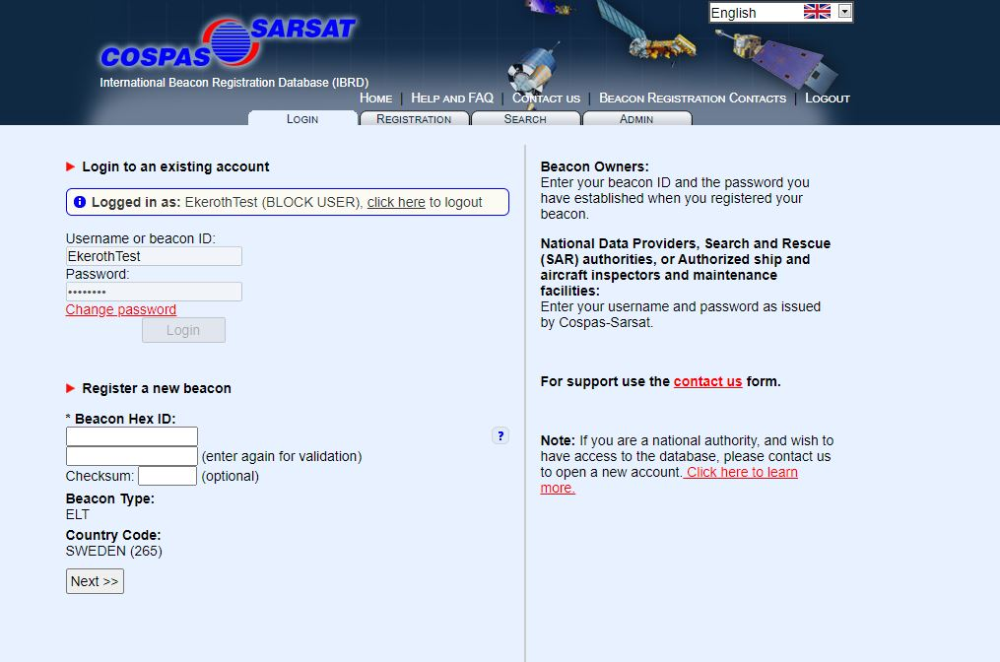 COSPAS SARSAT
International Beacon Registration Database (IBRD)
English
Home | Help and FAQ | Contact us | Beacon Registration Contacts | Logout
Login Registration Search Admin
Login to an existing account
Logged in as: EkerothTest (BLOCK USER), click here to logout
Username or beacon ID:
EkerothTest
Password:
••••••••
Change password
Login
Register a new beacon
* Beacon Hex ID:
?
(enter again for validation)
Checksum: (optional)
Beacon Type:
ELT
Country Code:
SWEDEN (265)
Next >>
Beacon Owners:
Enter your beacon ID and the password you
have established when you registered your
beacon.
National Data Providers, Search and Rescue
(SAR) authorities, or Authorized ship and
aircraft inspectors and maintenance
facilities:
Enter your username and password as issued
by Cospas-Sarsat.
For support use the contact us form.
Note: If you are a national authority, and wish to
have access to the database, please contact us
to open a new account. Click here to learn
more.